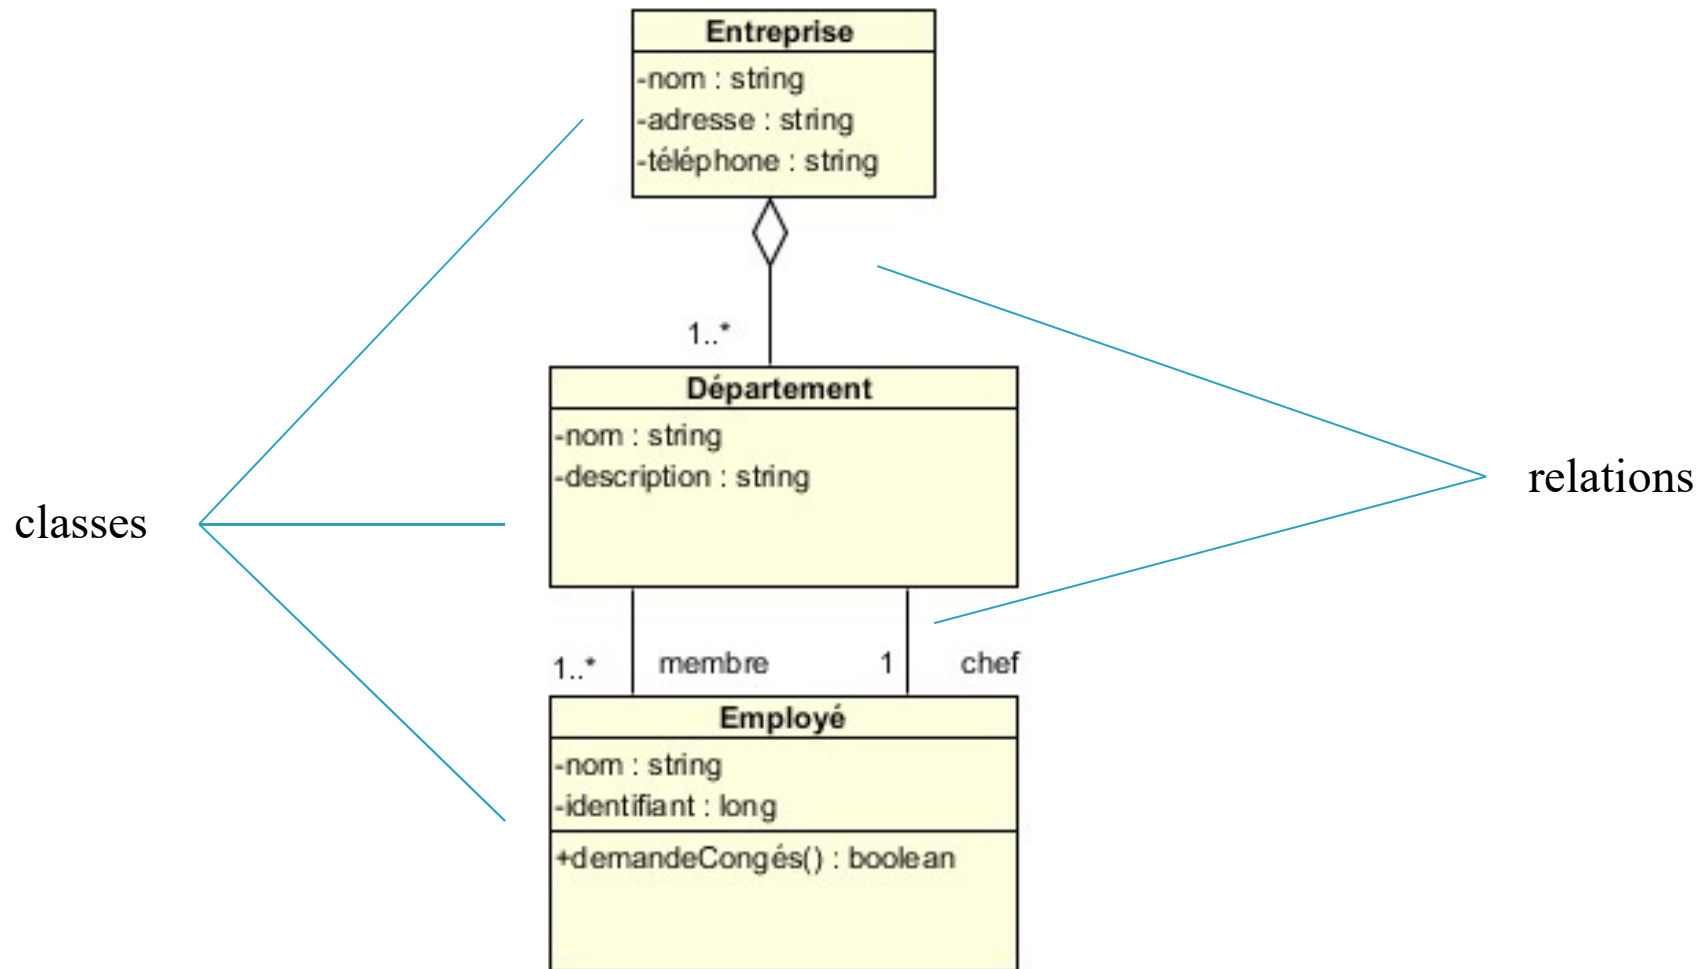 Entreprise
-nom : string
-adresse : string
-téléphone : string
1..*
Département
-nom : string
-description : string
classes
relations
1..* membre 1 chef
Employé
-nom : string
-identifiant : long
+demandeCongés() : boolean